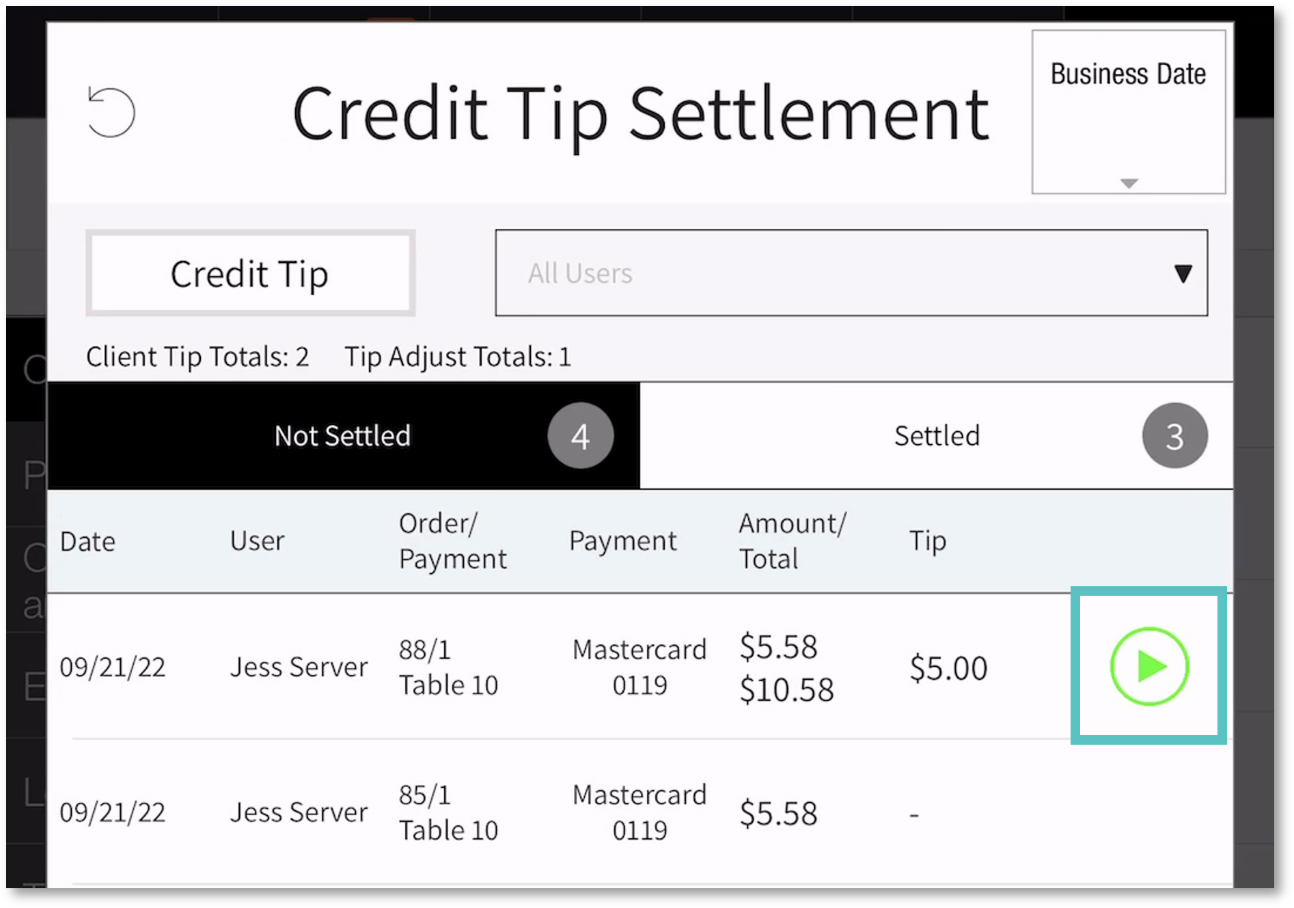 Credit Tip Settlement
Business Date
Credit Tip
All Users
Client Tip Totals: 2 Tip Adjust Totals: 1
Not Settled 4
Settled 3
Date User Order/ Payment Payment Amount/ Total Tip
09/21/22 Jess Server 88/1 Table 10 Mastercard 0119 $5.58 $10.58 $5.00
09/21/22 Jess Server 85/1 Table 10 Mastercard 0119 $5.58 -